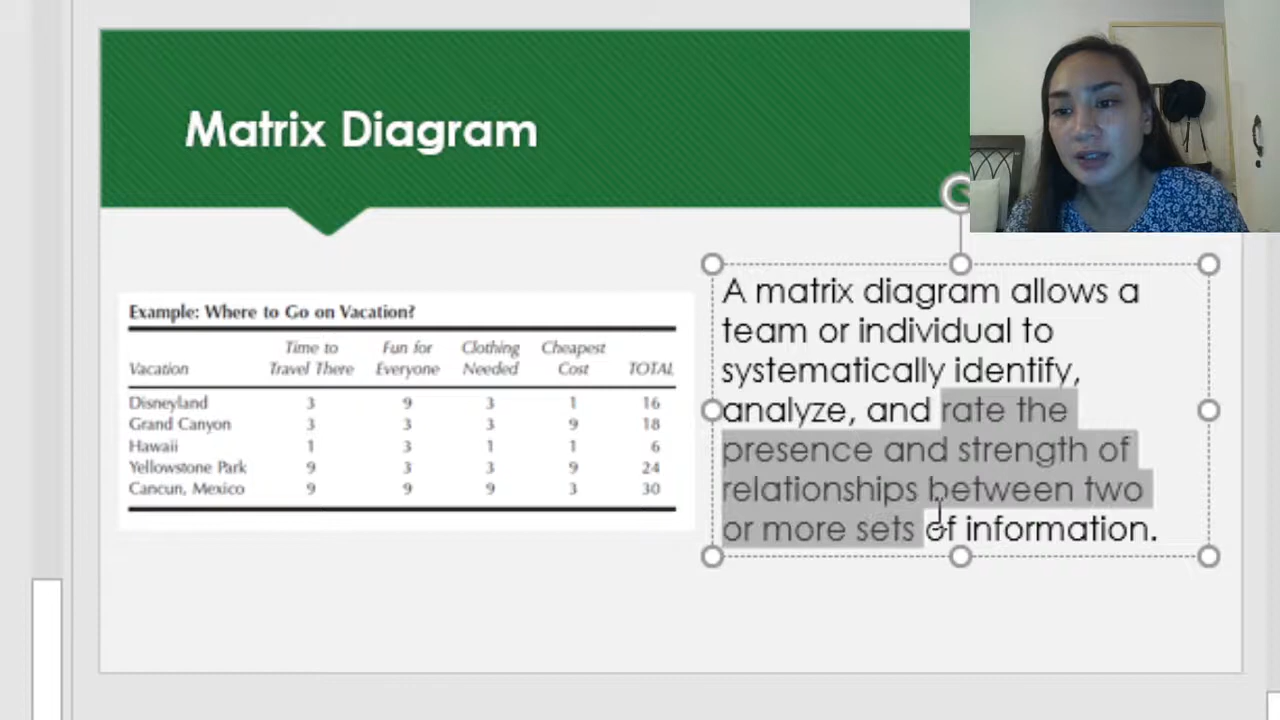 Matrix Diagram
Example: Where to Go on Vacation?
Vacation Time to Travel There Fun for Everyone Clothing Needed Cheapest Cost TOTAL
Disneyland 3 9 3 1 16
Grand Canyon 3 3 3 9 18
Hawaii 1 3 1 1 6
Yellowstone Park 9 3 3 9 24
Cancun, Mexico 9 9 9 3 30
A matrix diagram allows a
team or individual to
systematically identify,
analyze, and rate the
presence and strength of
relationships between two
or more sets of information.